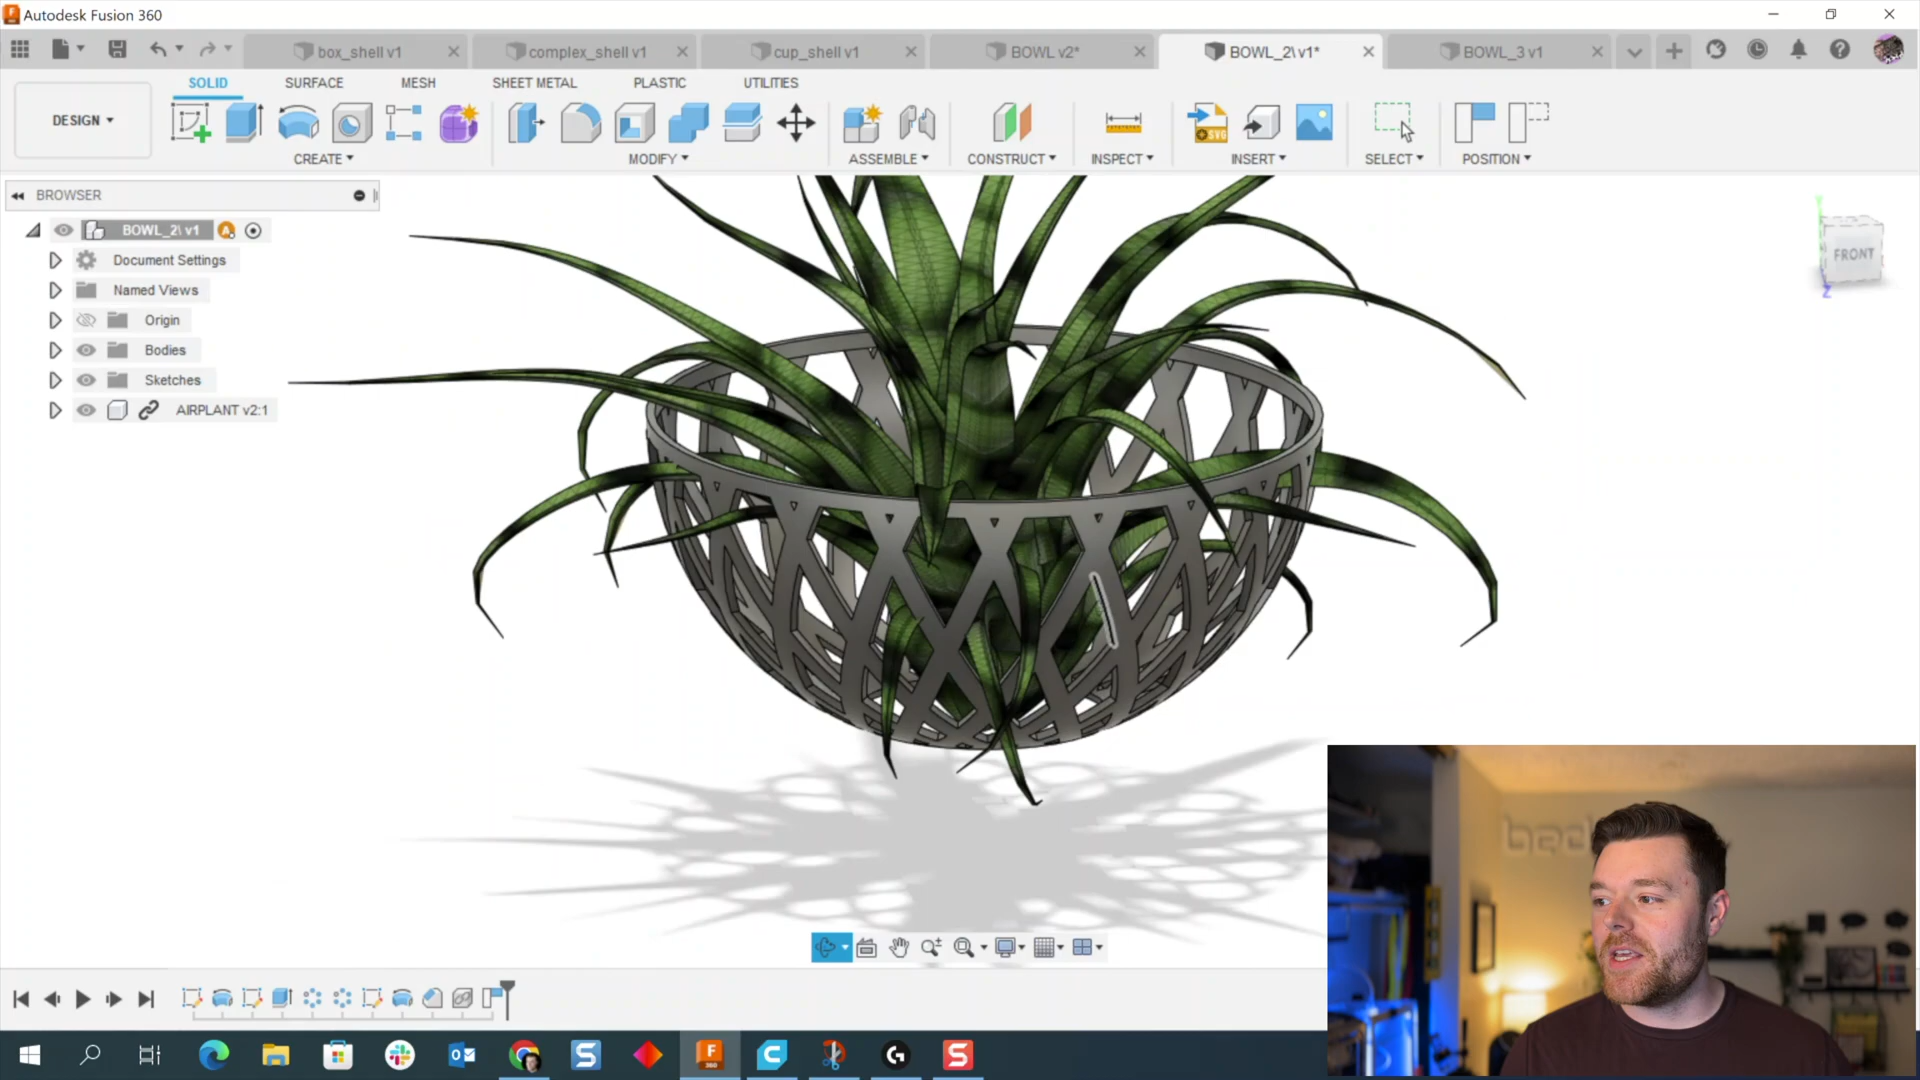 Autodesk Fusion 360
box_shell v1
complex_shell v1
cup_shell v1
BOWL v2*
BOWL_2\ v1*
BOWL_3 v1
DESIGN
SOLID
SURFACE
MESH
SHEET METAL
PLASTIC
UTILITIES
CREATE
MODIFY
ASSEMBLE
CONSTRUCT
INSPECT
INSERT
SELECT
POSITION
SVG
BROWSER
BOWL_2\ v1
Document Settings
Named Views
Origin
Bodies
Sketches
AIRPLANT v2:1
FRONT
Z